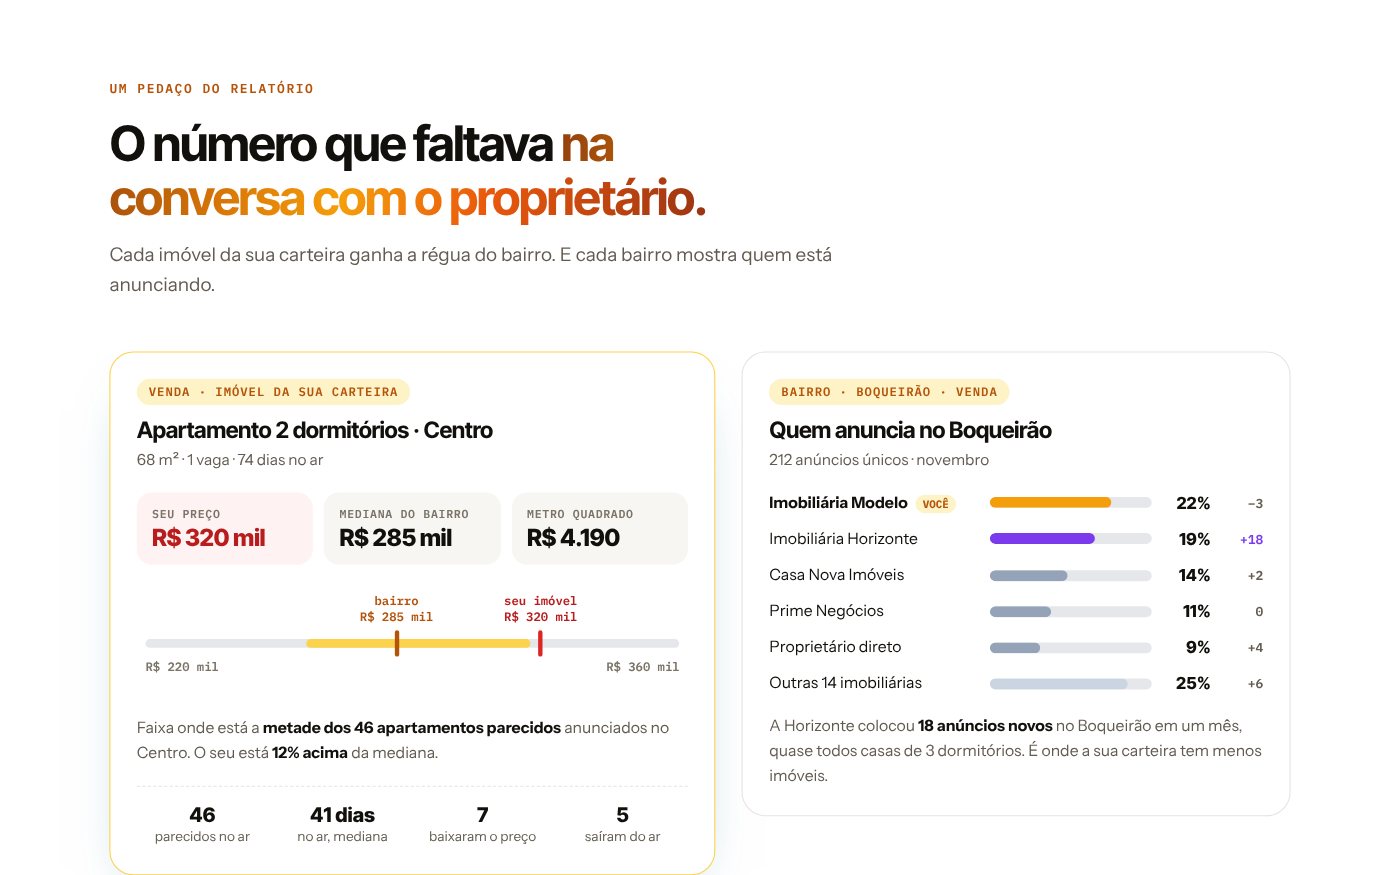 UM PEDAÇO DO RELATÓRIO
O número que faltava na
conversa com o proprietário.
Cada imóvel da sua carteira ganha a régua do bairro. E cada bairro mostra quem está
anunciando.
VENDA · IMÓVEL DA SUA CARTEIRA
Apartamento 2 dormitórios · Centro
68 m² · 1 vaga · 74 dias no ar
SEU PREÇO
R$ 320 mil
MEDIANA DO BAIRRO
R$ 285 mil
METRO QUADRADO
R$ 4.190
bairro
R$ 285 mil
seu imóvel
R$ 320 mil
R$ 220 mil
R$ 360 mil
Faixa onde está a metade dos 46 apartamentos parecidos anunciados no
Centro. O seu está 12% acima da mediana.
46
parecidos no ar
41 dias
no ar, mediana
7
baixaram o preço
5
saíram do ar
BAIRRO · BOQUEIRÃO · VENDA
Quem anuncia no Boqueirão
212 anúncios únicos · novembro
Imobiliária Modelo VOCÊ 22% −3
Imobiliária Horizonte 19% +18
Casa Nova Imóveis 14% +2
Prime Negócios 11% 0
Proprietário direto 9% +4
Outras 14 imobiliárias 25% +6
A Horizonte colocou 18 anúncios novos no Boqueirão em um mês,
quase todos casas de 3 dormitórios. É onde a sua carteira tem menos
imóveis.